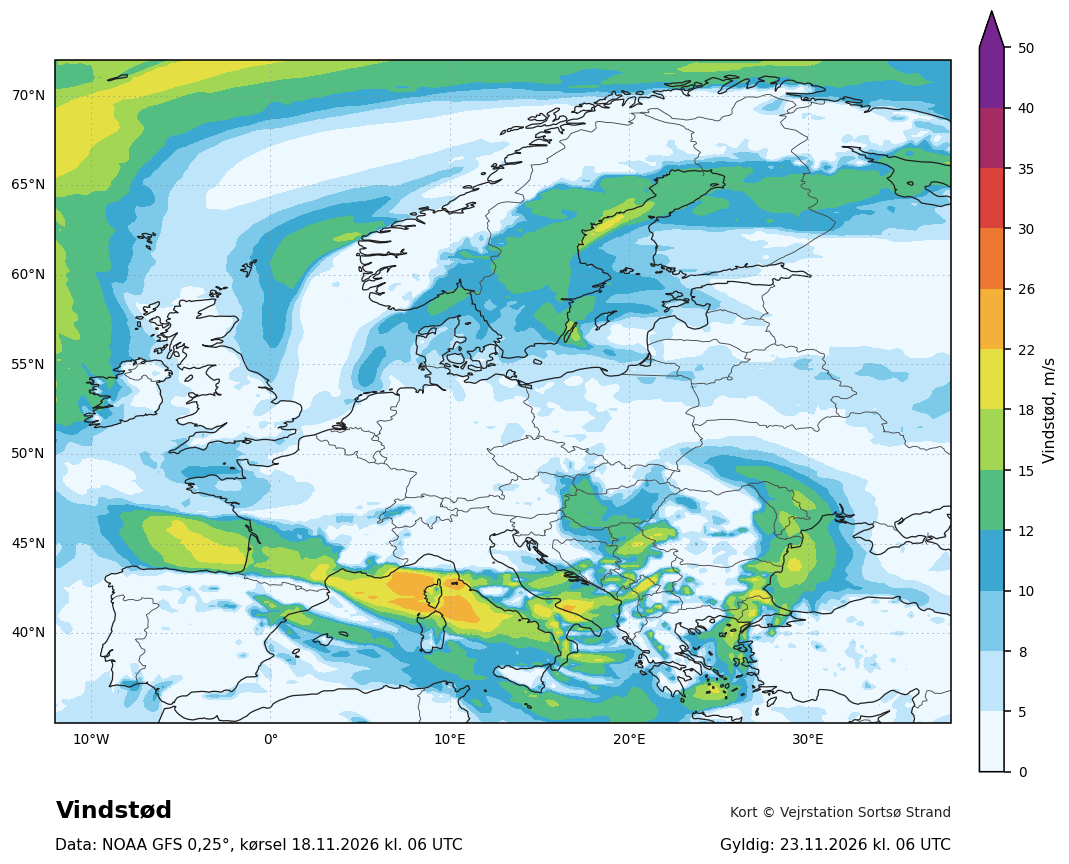 50
40
35
30
26
22
18
15
12
10
8
5
0
Vindstød, m/s
70°N
65°N
60°N
55°N
50°N
45°N
40°N
10°W
0°
10°E
20°E
30°E
Vindstød
Kort © Vejrstation Sortsø Strand
Data: NOAA GFS 0,25°, kørsel 18.11.2026 kl. 06 UTC
Gyldig: 23.11.2026 kl. 06 UTC